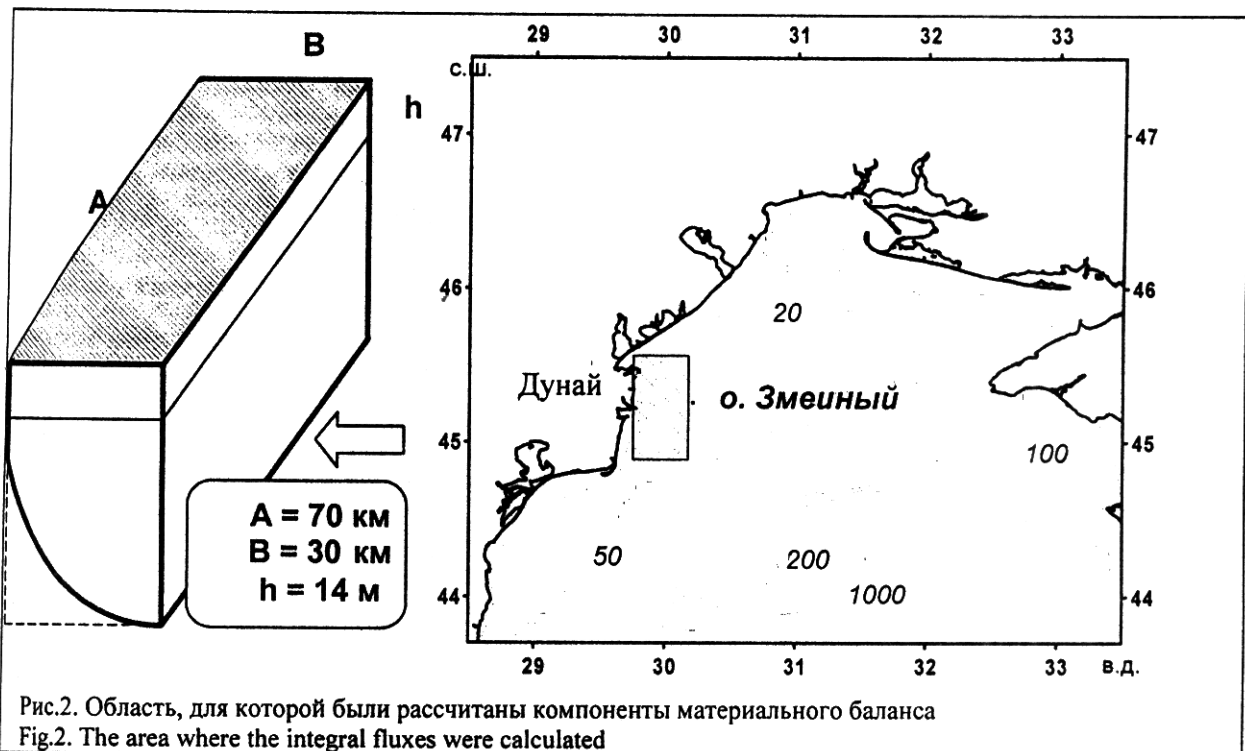 B
29 30 31 32 33
с.ш.
h
47
47
A
46
46
20
Дунай
о. Змеиный
45
45
100
A = 70 км
B = 30 км
h = 14 м
50
200
1000
44
44
29 30 31 32 33 в.д.
Рис.2. Область, для которой были рассчитаны компоненты материального баланса
Fig.2. The area where the integral fluxes were calculated